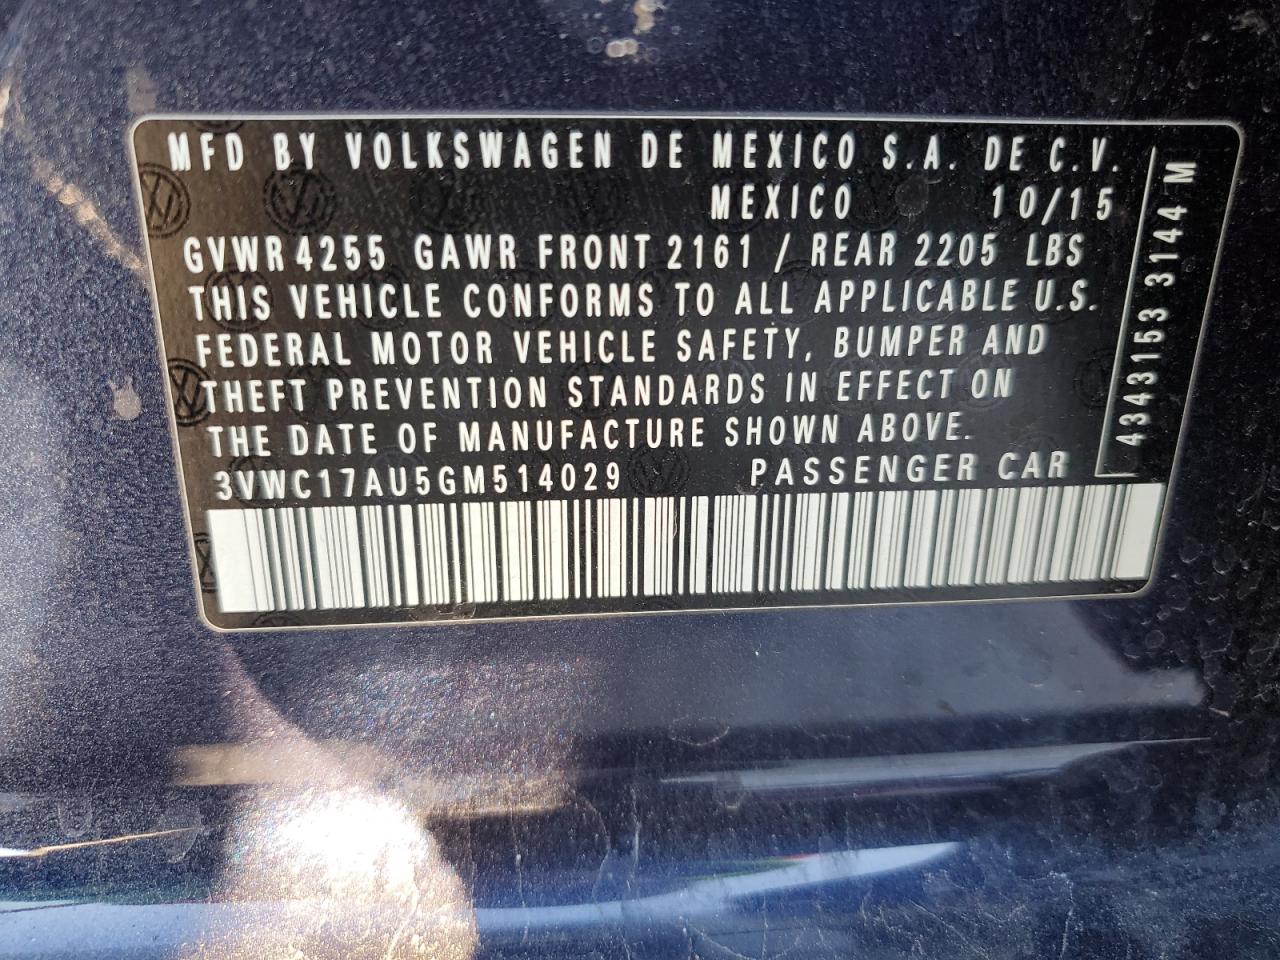 MFD BY VOLKSWAGEN DE MEXICO S.A. DE C.V.
MEXICO 10/15
GVWR 4255 GAWR FRONT 2161 / REAR 2205 LBS
THIS VEHICLE CONFORMS TO ALL APPLICABLE U.S.
FEDERAL MOTOR VEHICLE SAFETY, BUMPER AND
THEFT PREVENTION STANDARDS IN EFFECT ON
THE DATE OF MANUFACTURE SHOWN ABOVE.
3VWC17AU5GM514029 PASSENGER CAR
4343153 3144 M